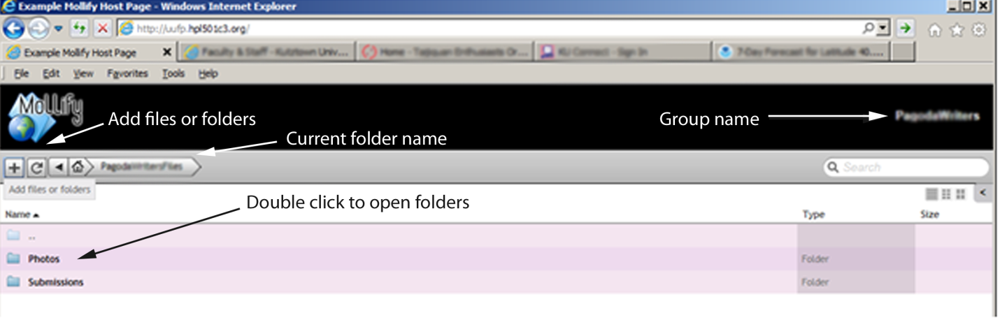 Example Mollify Host Page - Windows Internet Explorer
http://uufp.hpl501c3.org/
Example Mollify Host Page
Faculty & Staff - Kutztown Univ...
Home - Taijiquan Enthusiasts Or...
KU Connect - Sign In
7-Day Forecast for Latitude 40....
File Edit View Favorites Tools Help
Mollify
Add files or folders
Group name
PagodaWriters
Current folder name
PagodaWritersFiles
Search
Add files or folders
Double click to open folders
Name Type Size
..
Photos Folder
Submissions Folder